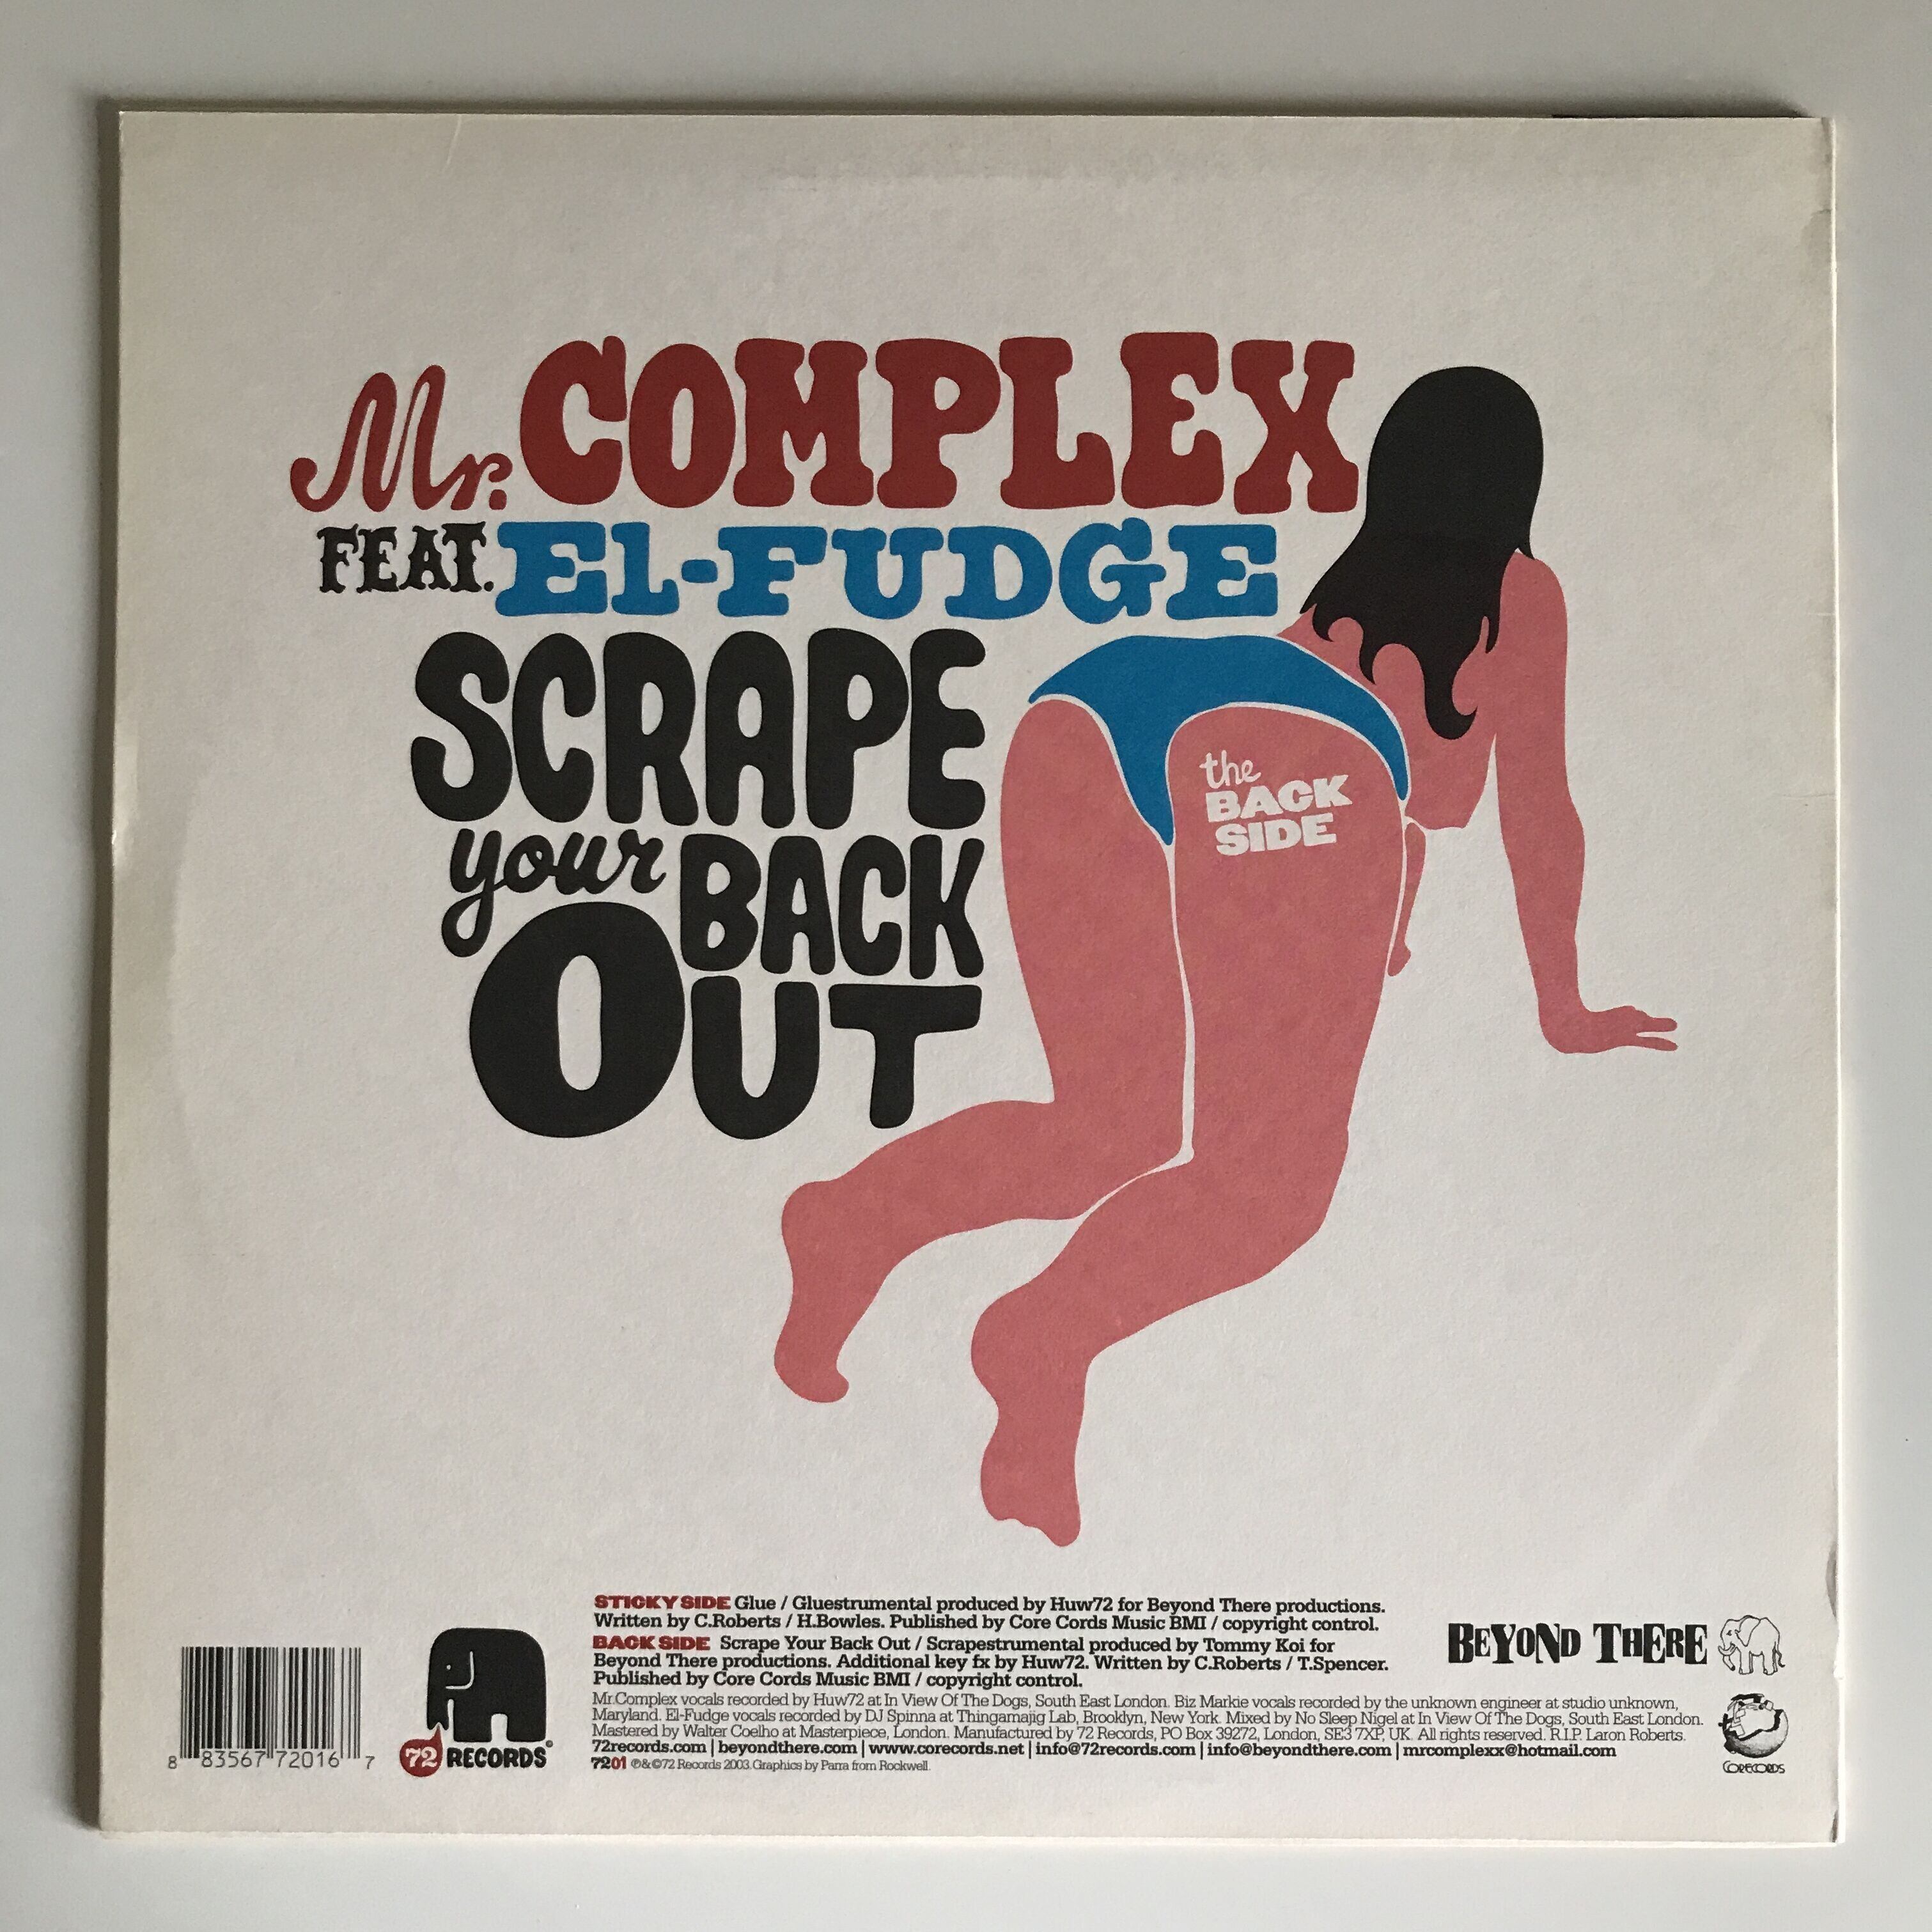 Mr. COMPLEX
FEAT. EL-FUDGE
SCRAPE
your BACK
OUT
the
BACK
SIDE
STICKY SIDE Glue / Gluestrumental produced by Huw72 for Beyond There productions.
Written by C.Roberts / H.Bowles. Published by Core Cords Music BMI / copyright control.
BACK SIDE Scrape Your Back Out / Scrapestrumental produced by Tommy Koi for
Beyond There productions. Additional key fx by Huw72. Written by C.Roberts / T.Spencer.
Published by Core Cords Music BMI / copyright control.
Mr.Complex vocals recorded by Huw72 at In View Of The Dogs, South East London. Biz Markie vocals recorded by the unknown engineer at studio unknown,
Maryland. El-Fudge vocals recorded by DJ Spinna at Thingamajig Lab, Brooklyn, New York. Mixed by No Sleep Nigel at In View Of The Dogs, South East London.
Mastered by Walter Coelho at Masterpiece, London. Manufactured by 72 Records, PO Box 39272, London, SE3 7XP, UK. All rights reserved. R.I.P. Laron Roberts.
72records.com | beyondthere.com | www.corecords.net | info@72records.com | info@beyondthere.com | mrcomplexx@hotmail.com
7201 ℗&©72 Records 2003. Graphics by Parra from Rockwell.
8 83567 72016 7
72 RECORDS®
BEYOND THERE
CORECORDS